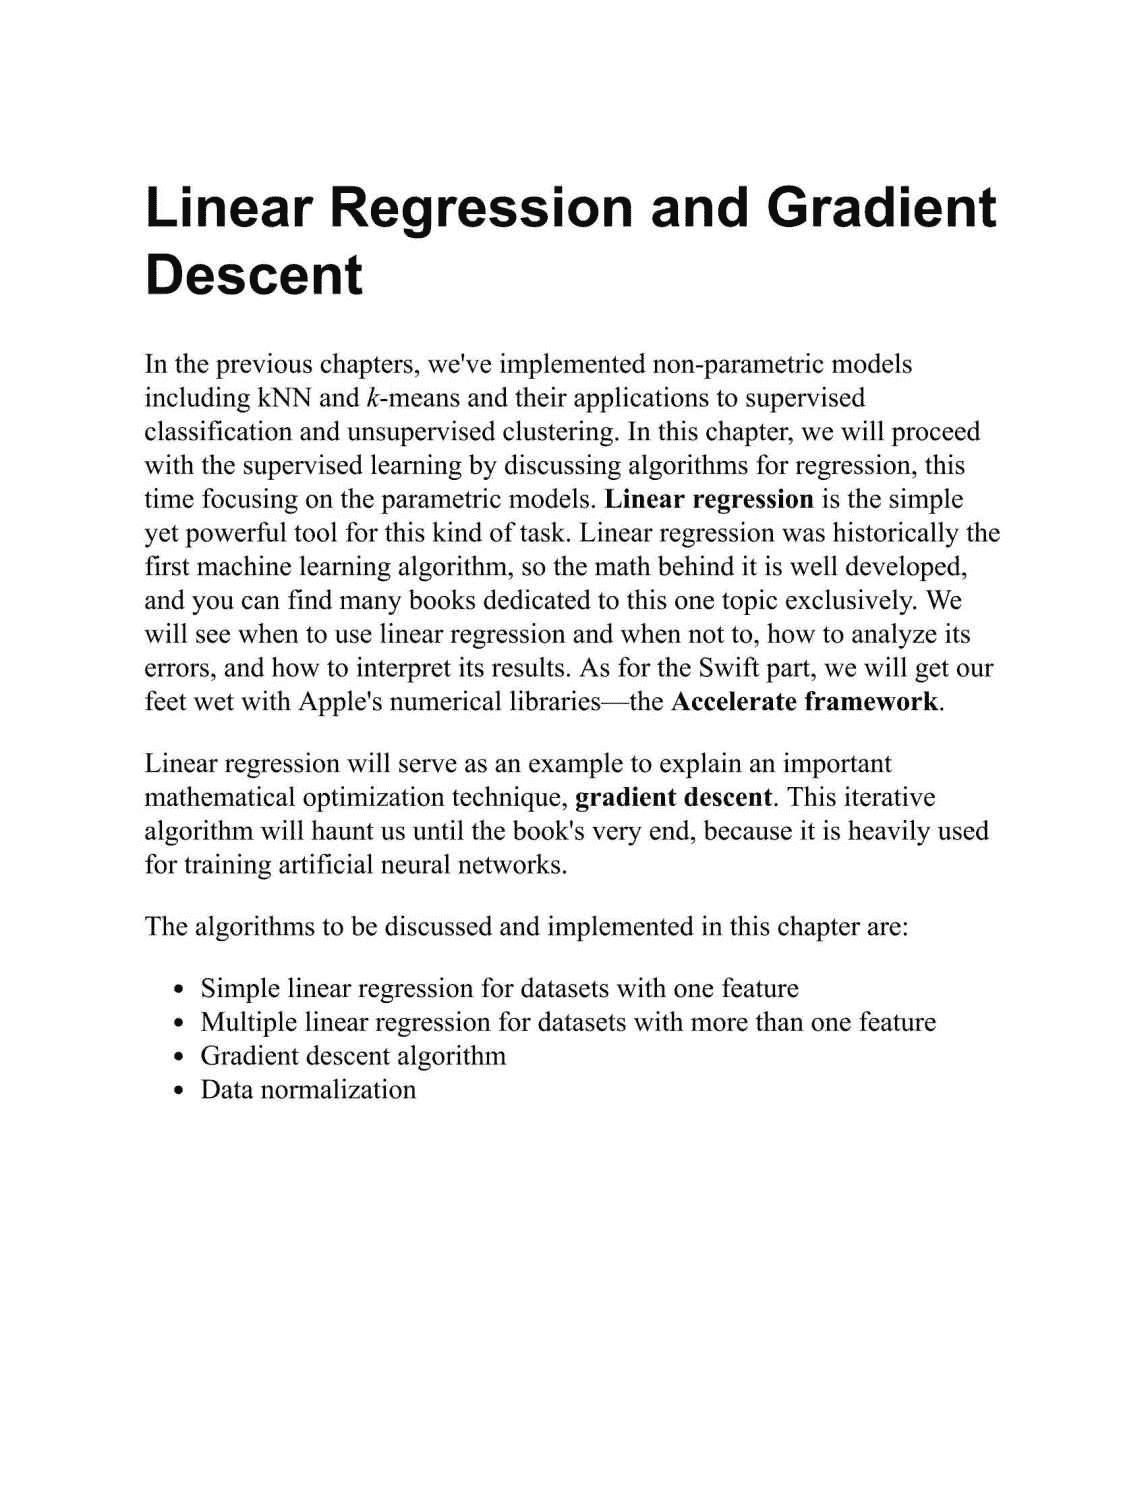 Linear Regression and Gradient
Descent
In the previous chapters, we've implemented non-parametric models
including kNN and k-means and their applications to supervised
classification and unsupervised clustering. In this chapter, we will proceed
with the supervised learning by discussing algorithms for regression, this
time focusing on the parametric models. Linear regression is the simple
yet powerful tool for this kind of task. Linear regression was historically the
first machine learning algorithm, so the math behind it is well developed,
and you can find many books dedicated to this one topic exclusively. We
will see when to use linear regression and when not to, how to analyze its
errors, and how to interpret its results. As for the Swift part, we will get our
feet wet with Apple's numerical libraries—the Accelerate framework.
Linear regression will serve as an example to explain an important
mathematical optimization technique, gradient descent. This iterative
algorithm will haunt us until the book's very end, because it is heavily used
for training artificial neural networks.
The algorithms to be discussed and implemented in this chapter are:
• Simple linear regression for datasets with one feature
• Multiple linear regression for datasets with more than one feature
• Gradient descent algorithm
• Data normalization